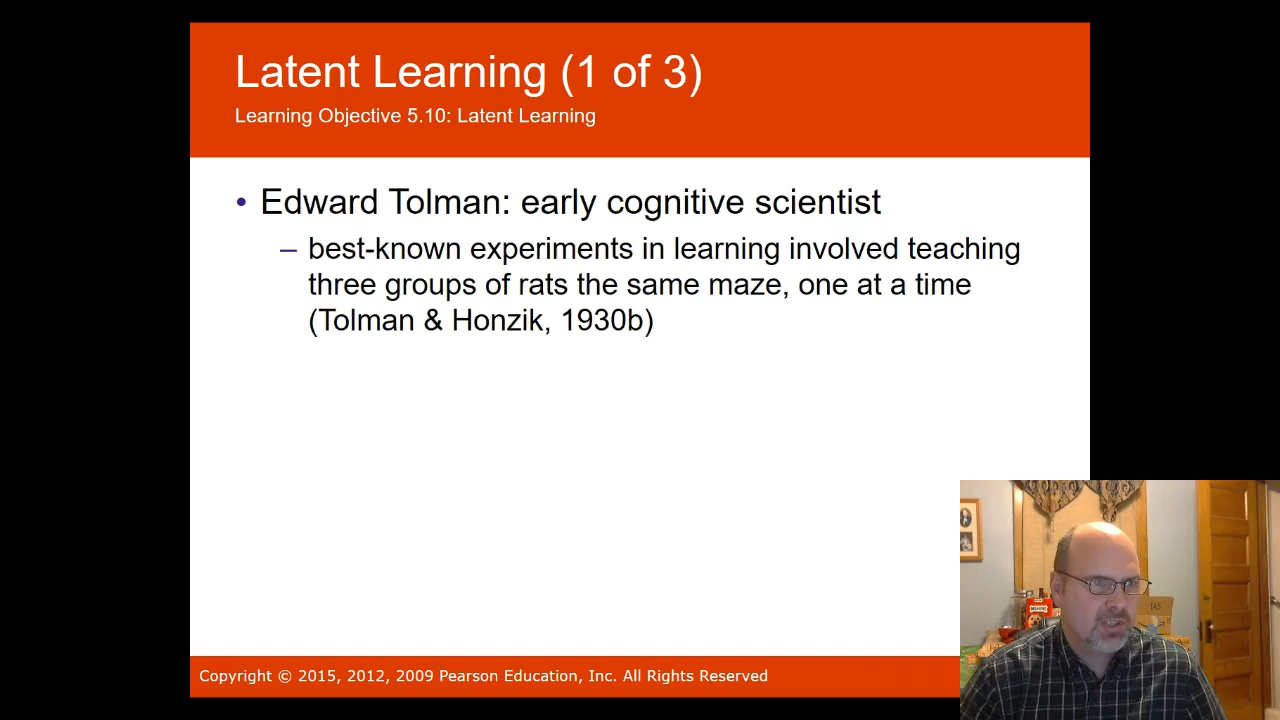 Latent Learning (1 of 3)
Learning Objective 5.10: Latent Learning
• Edward Tolman: early cognitive scientist
– best-known experiments in learning involved teaching
three groups of rats the same maze, one at a time
(Tolman & Honzik, 1930b)
Copyright © 2015, 2012, 2009 Pearson Education, Inc. All Rights Reserved